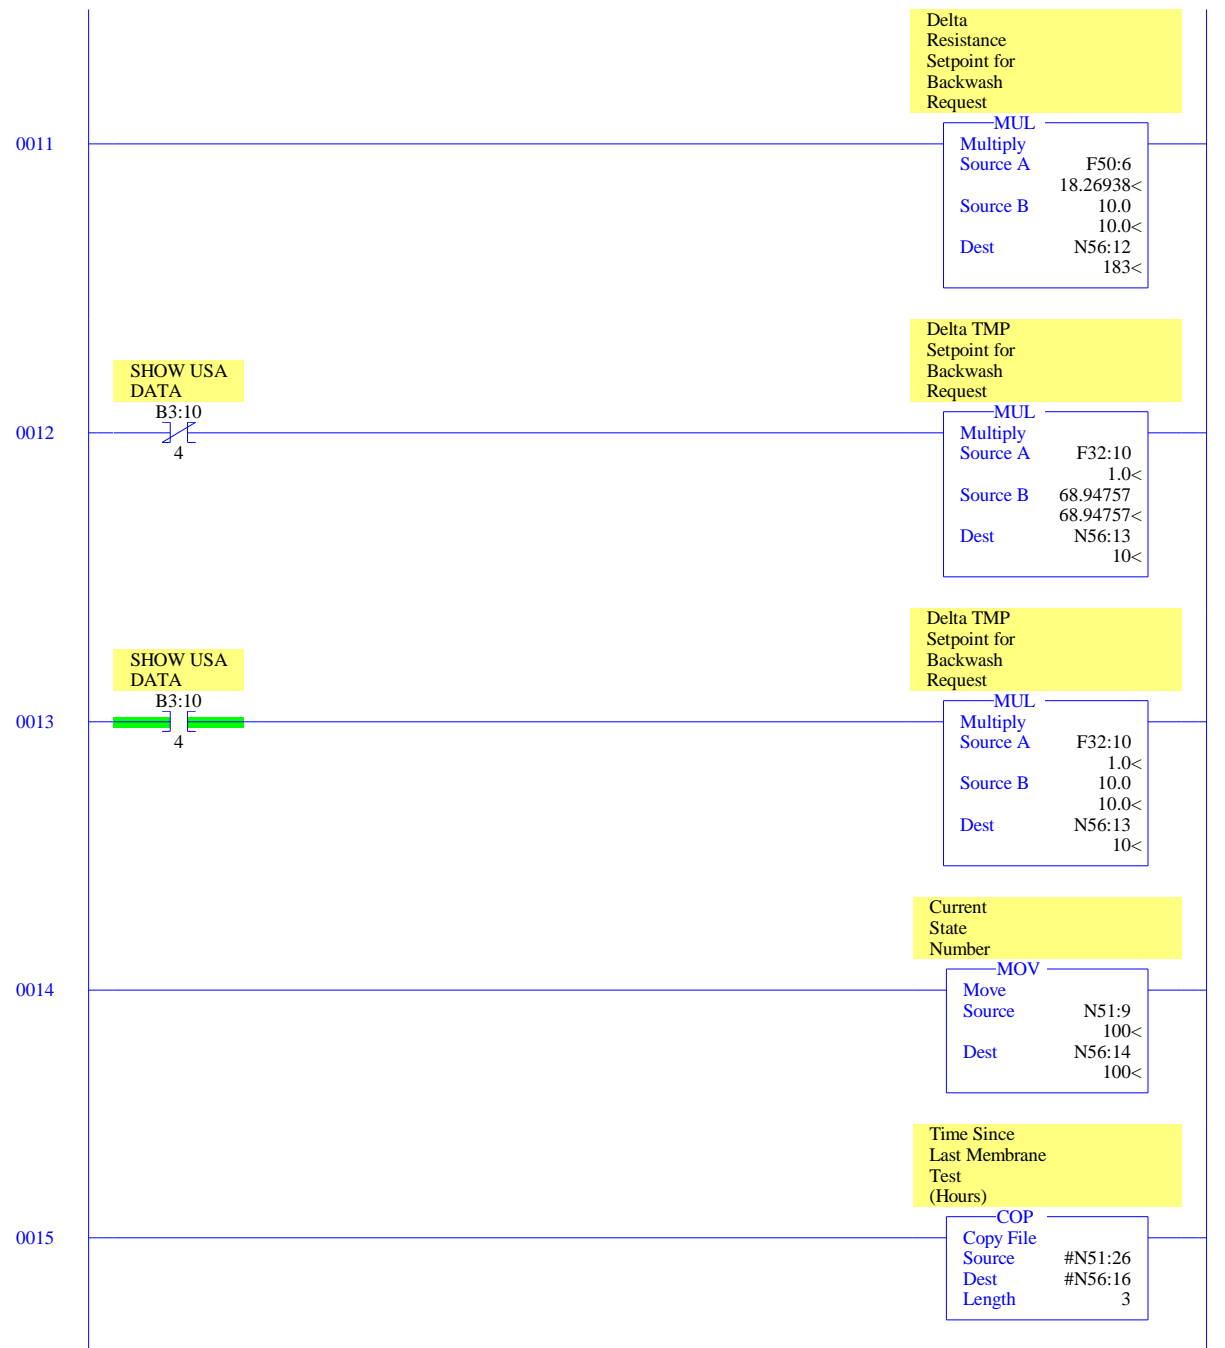 Delta
Resistance
Setpoint for
Backwash
Request
0011
MUL
Multiply
Source A F50:6
18.26938<
Source B 10.0
10.0<
Dest N56:12
183<
Delta TMP
Setpoint for
Backwash
Request
SHOW USA
DATA
B3:10
4
0012
MUL
Multiply
Source A F32:10
1.0<
Source B 68.94757
68.94757<
Dest N56:13
10<
Delta TMP
Setpoint for
Backwash
Request
SHOW USA
DATA
B3:10
4
0013
MUL
Multiply
Source A F32:10
1.0<
Source B 10.0
10.0<
Dest N56:13
10<
Current
State
Number
0014
MOV
Move
Source N51:9
100<
Dest N56:14
100<
Time Since
Last Membrane
Test
(Hours)
0015
COP
Copy File
Source #N51:26
Dest #N56:16
Length 3